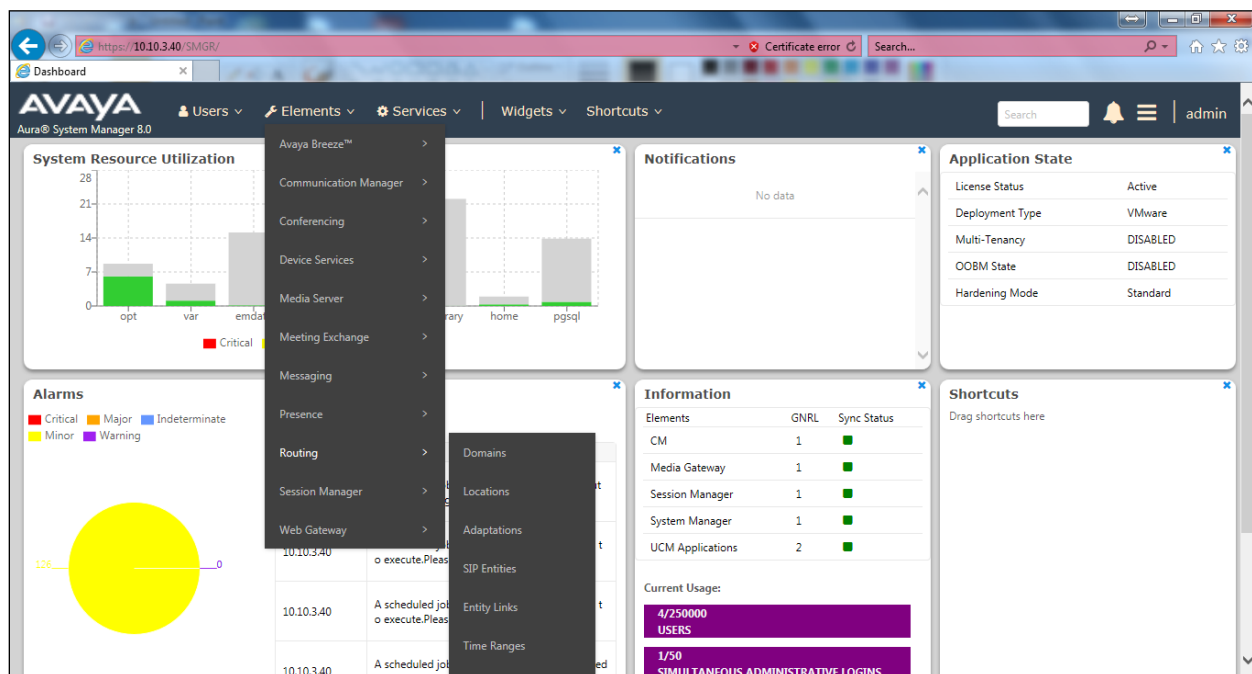 https://10.10.3.40/SMGR/
Certificate error
Search...
Dashboard
AVAYA
Aura® System Manager 8.0
Users
Elements
Services
Widgets
Shortcuts
Search
admin
System Resource Utilization
28
21
14
7
0
opt
var
emdat
rary
home
pgsql
Critical
Avaya Breeze™
Communication Manager
Conferencing
Device Services
Media Server
Meeting Exchange
Messaging
Presence
Routing
Session Manager
Web Gateway
Domains
Locations
Adaptations
SIP Entities
Entity Links
Time Ranges
Notifications
No data
Application State
License Status Active
Deployment Type VMware
Multi-Tenancy DISABLED
OOBM State DISABLED
Hardening Mode Standard
Alarms
Critical Major Indeterminate
Minor Warning
126
0
10.10.3.40
o execute.Pleas
t
10.10.3.40
A scheduled job
t
o execute.Pleas
10.10.3.40
A scheduled job
ed
Information
Elements GNRL Sync Status
CM 1
Media Gateway 1
Session Manager 1
System Manager 1
UCM Applications 2
Current Usage:
4/250000
USERS
1/50
SIMULTANEOUS ADMINISTRATIVE LOGINS
Shortcuts
Drag shortcuts here